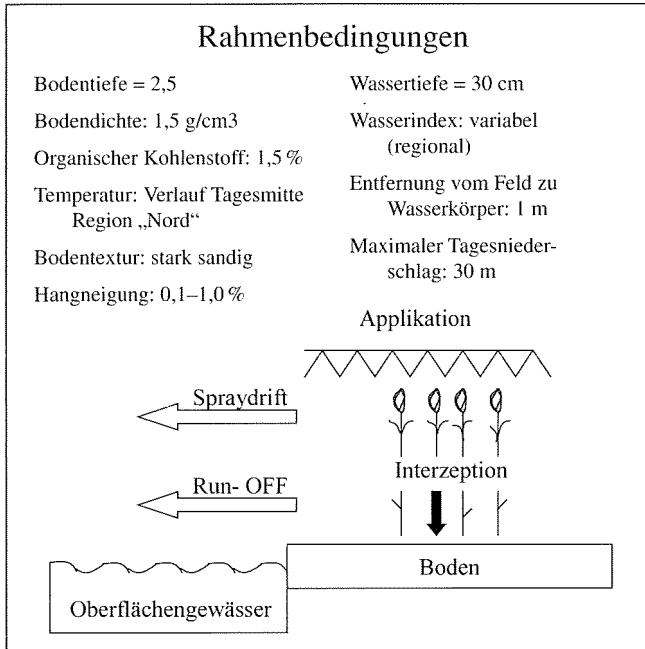 Rahmenbedingungen
Bodentiefe = 2,5
Bodendichte: 1,5 g/cm3
Organischer Kohlenstoff: 1,5 %
Temperatur: Verlauf Tagesmitte
Region „Nord“
Bodentextur: stark sandig
Hangneigung: 0,1–1,0 %
Wassertiefe = 30 cm
Wasserindex: variabel
(regional)
Entfernung vom Feld zu
Wasserkörper: 1 m
Maximaler Tagesnieder-
schlag: 30 m
Applikation
Spraydrift
Interzeption
Run- OFF
Boden
Oberflächengewässer